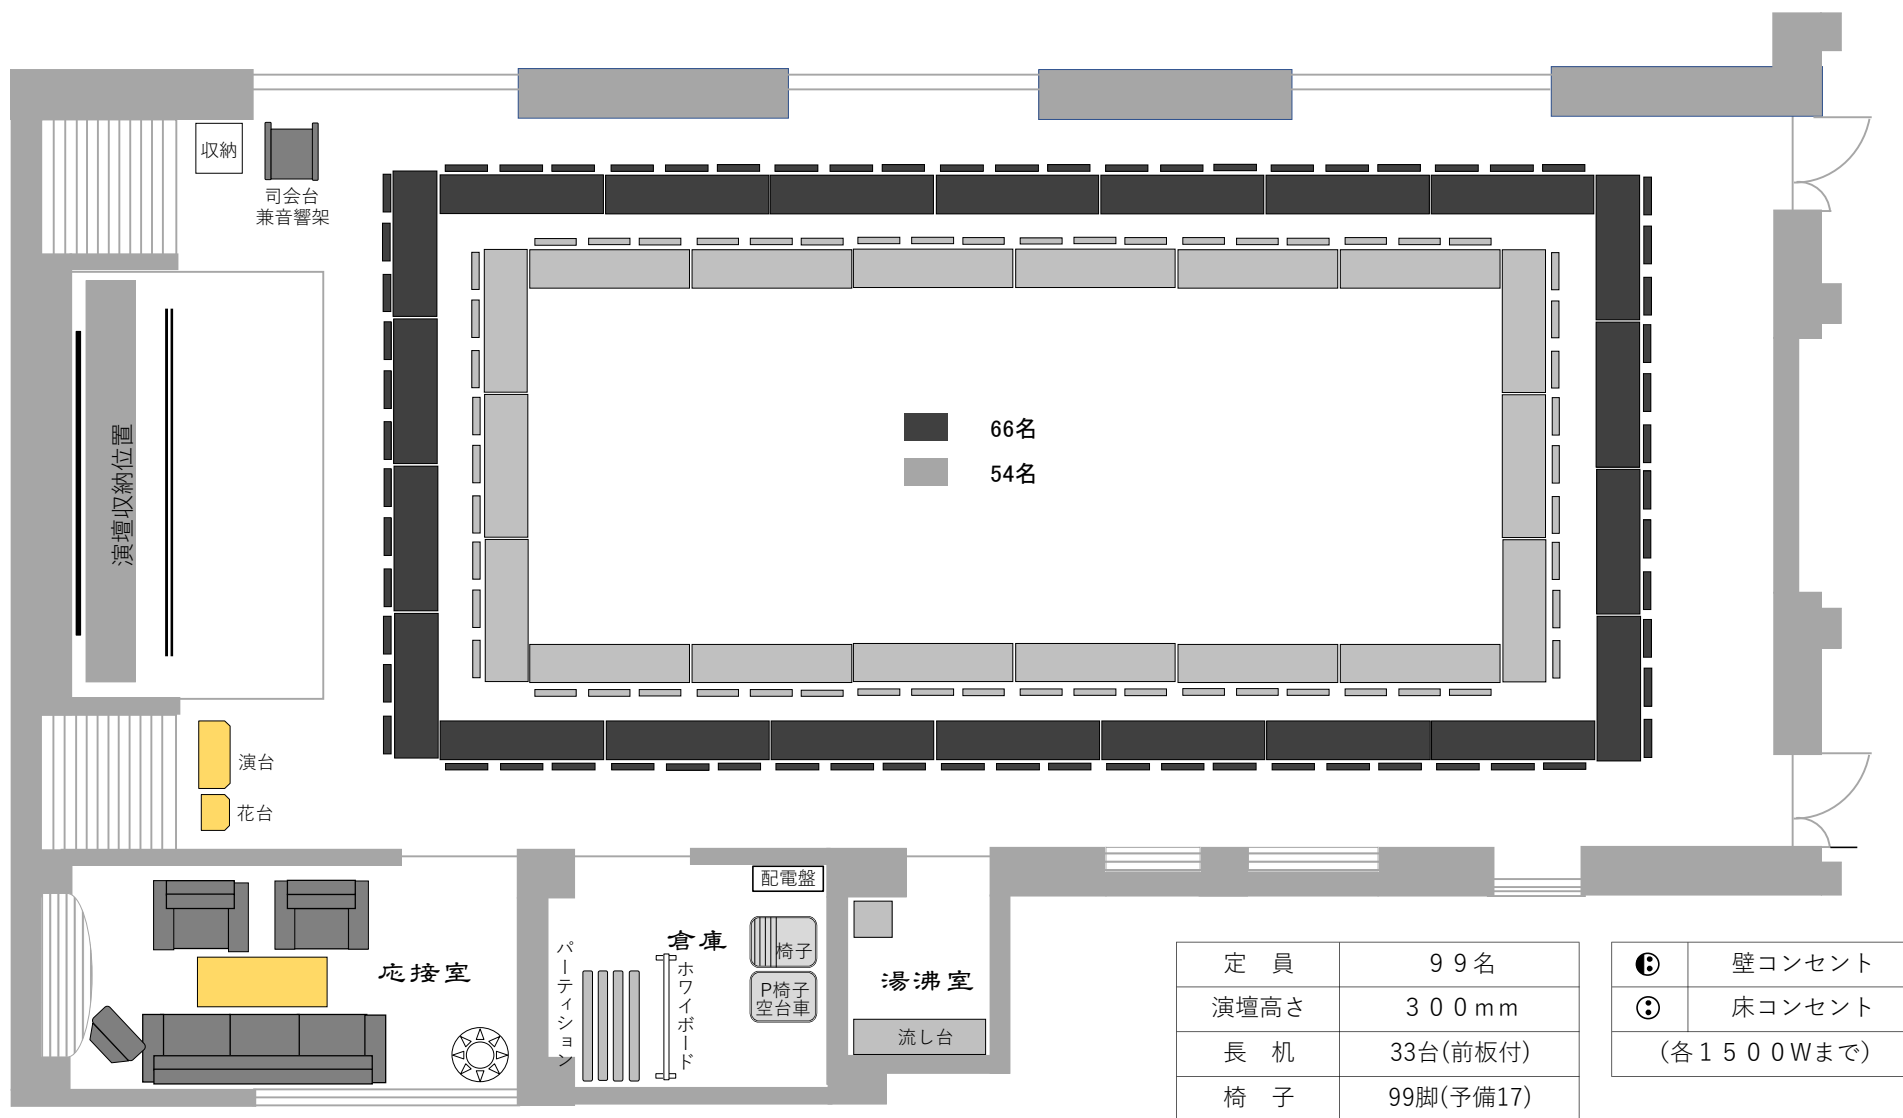 収納
司会台
兼音響架
演壇収納位置
66名
54名
演台
花台
応接室
パーティション
倉庫
ホワイボード
配電盤
椅子
P椅子
空台車
湯沸室
流し台
定　員　９９名
演壇高さ　３００mm
長　机　33台(前板付)
椅　子　99脚(予備17)
壁コンセント
床コンセント
(各１５００Wまで)